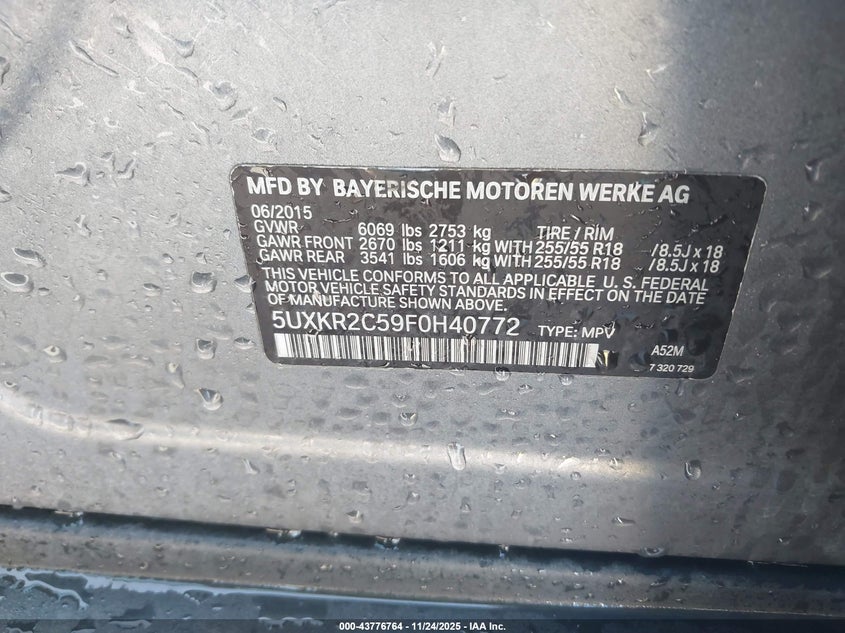 MFD BY BAYERISCHE MOTOREN WERKE AG
06/2015
GVWR 6069 lbs 2753 kg TIRE / RIM
GAWR FRONT 2670 lbs 1211 kg WITH 255/55 R18 /8.5J x 18
GAWR REAR 3541 lbs 1606 kg WITH 255/55 R18 /8.5J x 18
THIS VEHICLE CONFORMS TO ALL APPLICABLE U. S. FEDERAL
MOTOR VEHICLE SAFETY STANDARDS IN EFFECT ON THE DATE
OF MANUFACTURE SHOWN ABOVE.
5UXKR2C59F0H40772 TYPE: MPV
A52M
7 320 729
000-43776764 - 11/24/2025 - IAA Inc.